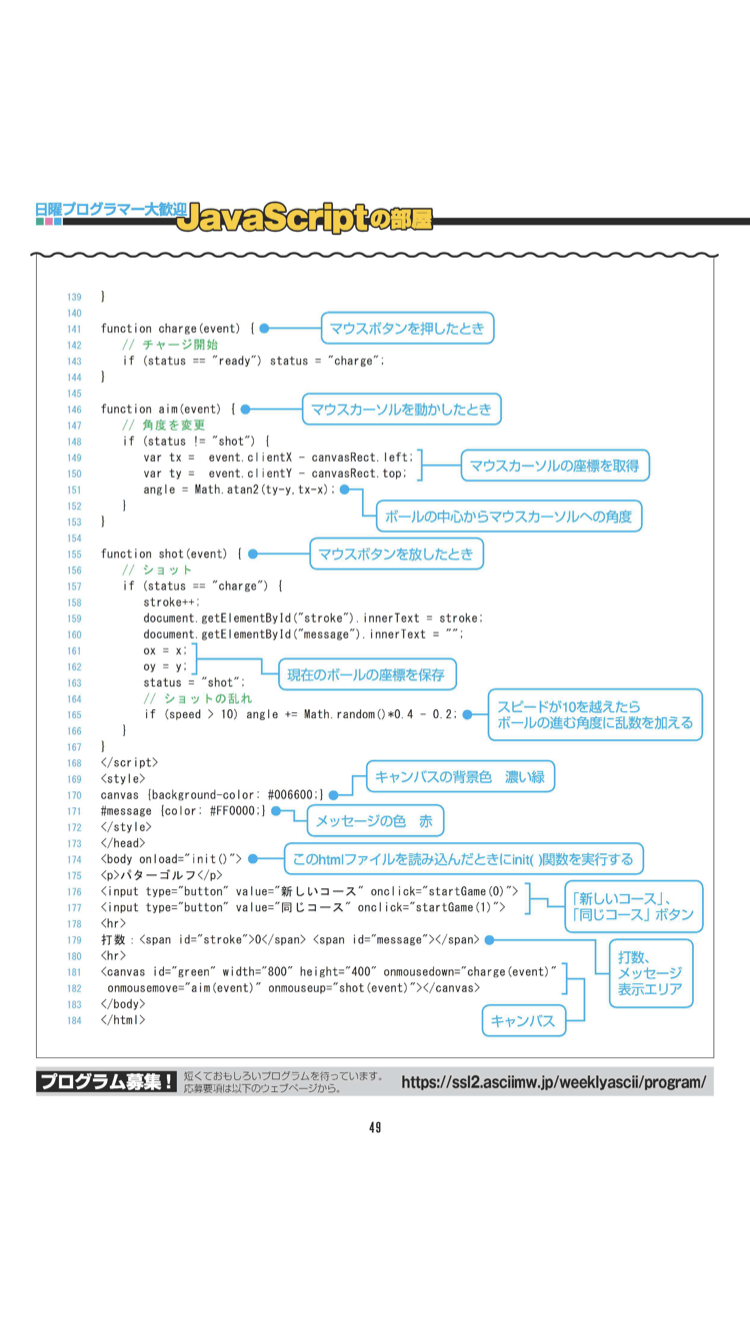 日曜プログラマー大歓迎
JavaScriptの部屋
139 }
140
141 function charge(event) { マウスボタンを押したとき
142 // チャージ開始
143 if (status == "ready") status = "charge";
144 }
145
146 function aim(event) { マウスカーソルを動かしたとき
147 // 角度を変更
148 if (status != "shot") {
149 var tx = event.clientX - canvasRect.left;
マウスカーソルの座標を取得
150 var ty = event.clientY - canvasRect.top;
151 angle = Math.atan2(ty-y,tx-x);
152 }
ボールの中心からマウスカーソルへの角度
153 }
154
155 function shot(event) { マウスボタンを放したとき
156 // ショット
157 if (status == "charge") {
158 stroke++;
159 document.getElementById("stroke").innerText = stroke;
160 document.getElementById("message").innerText = "";
161 ox = x;
162 oy = y;
現在のボールの座標を保存
163 status = "shot";
164 // ショットの乱れ
165 if (speed > 10) angle += Math.random()*0.4 - 0.2;
スピードが10を越えたら
ボールの進む角度に乱数を加える
166 }
167 }
168 </script>
169 <style>
キャンバスの背景色 濃い緑
170 canvas {background-color: #006600;}
171 #message {color: #FF0000;}
メッセージの色 赤
172 </style>
173 </head>
174 <body onload="init()"> このhtmlファイルを読み込んだときにinit( )関数を実行する
175 <p>パターゴルフ</p>
176 <input type="button" value="新しいコース" onclick="startGame(0)">
177 <input type="button" value="同じコース" onclick="startGame(1)">
「新しいコース」、
「同じコース」ボタン
178 <hr>
179 打数：<span id="stroke">0</span> <span id="message"></span>
180 <hr>
打数、
メッセージ
表示エリア
181 <canvas id="green" width="800" height="400" onmousedown="charge(event)"
182 onmousemove="aim(event)" onmouseup="shot(event)"></canvas>
183 </body>
184 </html>
キャンバス
プログラム募集！
短くておもしろいプログラムを待っています。
応募要項は以下のウェブページから。
https://ssl2.asciimw.jp/weeklyascii/program/
49